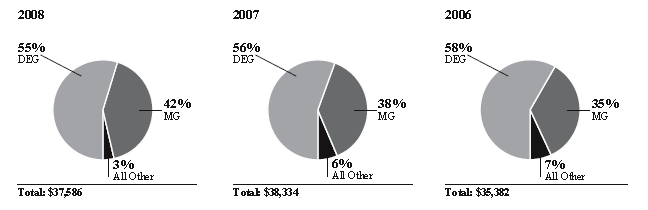 2008
55%
DEG
42%
MG
3%
All Other
Total: $37,586
2007
56%
DEG
38%
MG
6%
All Other
Total: $38,334
2006
58%
DEG
35%
MG
7%
All Other
Total: $35,382